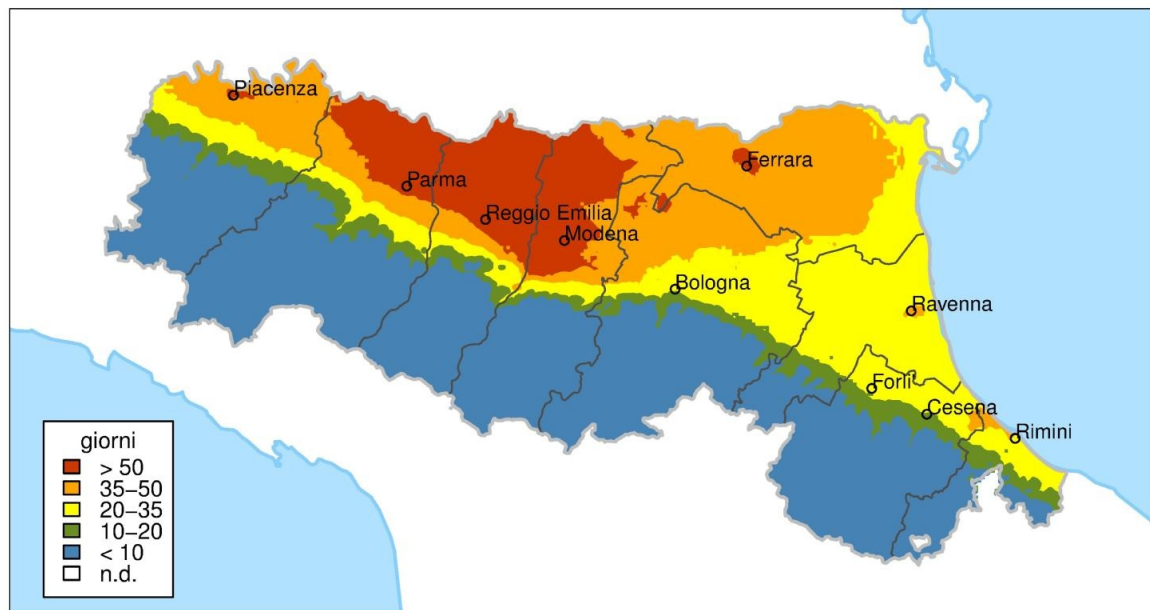 Piacenza
Ferrara
Parma
Reggio Emilia
Modena
Bologna
Ravenna
Forlì
Cesena
Rimini
giorni
> 50
35–50
20–35
10–20
< 10
n.d.